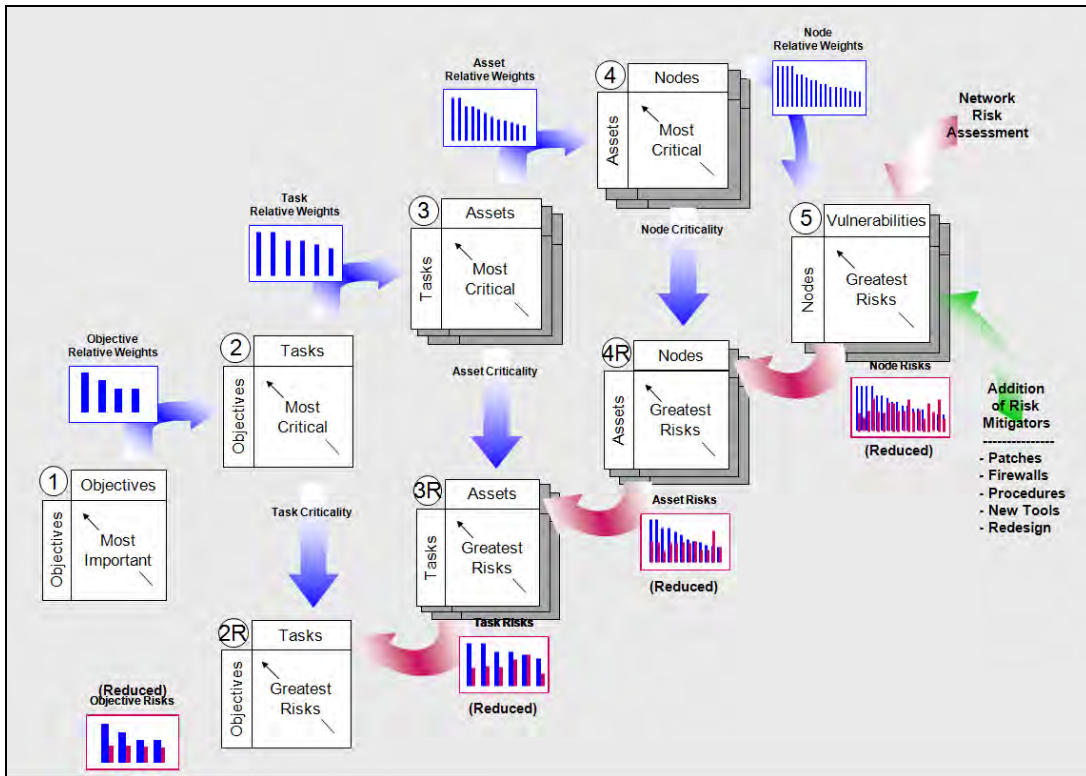 Node
Relative Weights
Asset
Relative Weights
4
Nodes
Assets
Most
Critical
Network
Risk
Assessment
Task
Relative Weights
3
Assets
Tasks
Most
Critical
Node Criticality
5
Vulnerabilities
Nodes
Greatest
Risks
Objective
Relative Weights
2
Tasks
Objectives
Most
Critical
Asset Criticality
4R
Nodes
Assets
Greatest
Risks
Node Risks
(Reduced)
Addition
of Risk
Mitigators
--------------
- Patches
- Firewalls
- Procedures
- New Tools
- Redesign
1
Objectives
Objectives
Most
Important
Task Criticality
3R
Assets
Tasks
Greatest
Risks
Asset Risks
(Reduced)
2R
Tasks
Objectives
Greatest
Risks
Task Risks
(Reduced)
(Reduced)
Objective Risks